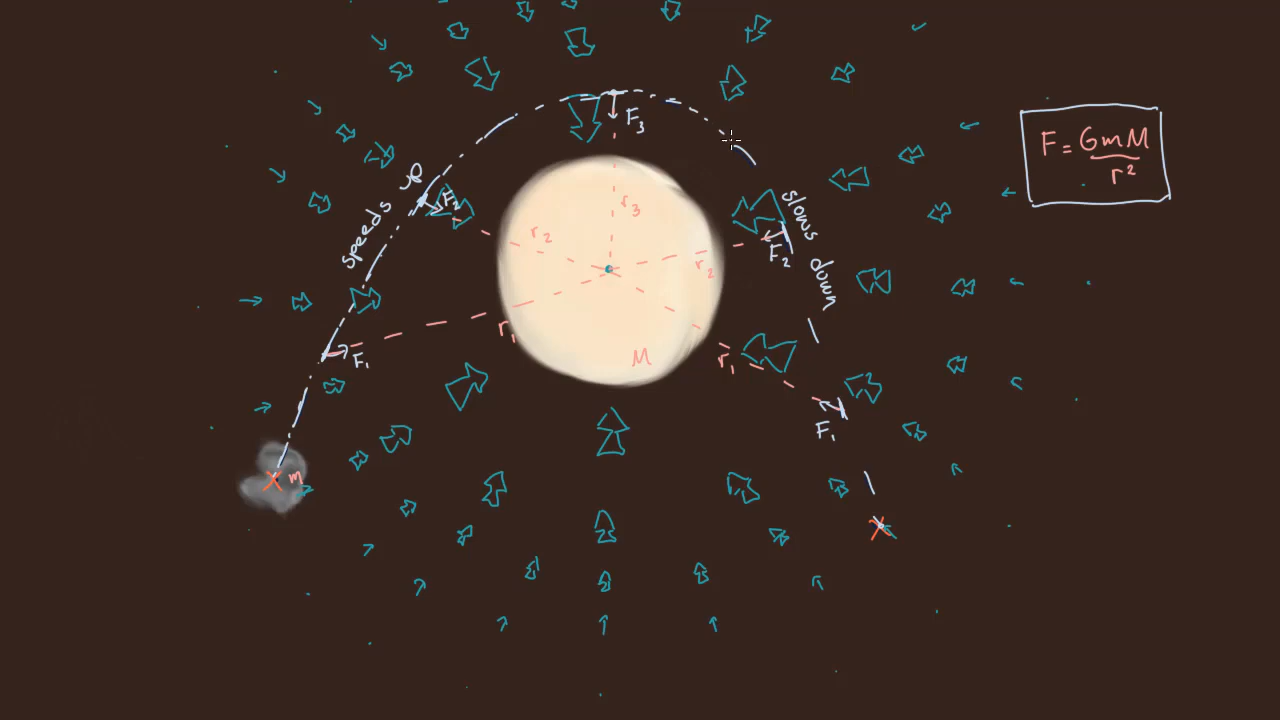 F₃
F = GmM
r²
speeds up
F₂
r₃
slows
down
r₂
F₂
r₂
r₁
F₁
M
r₁
F₁
m